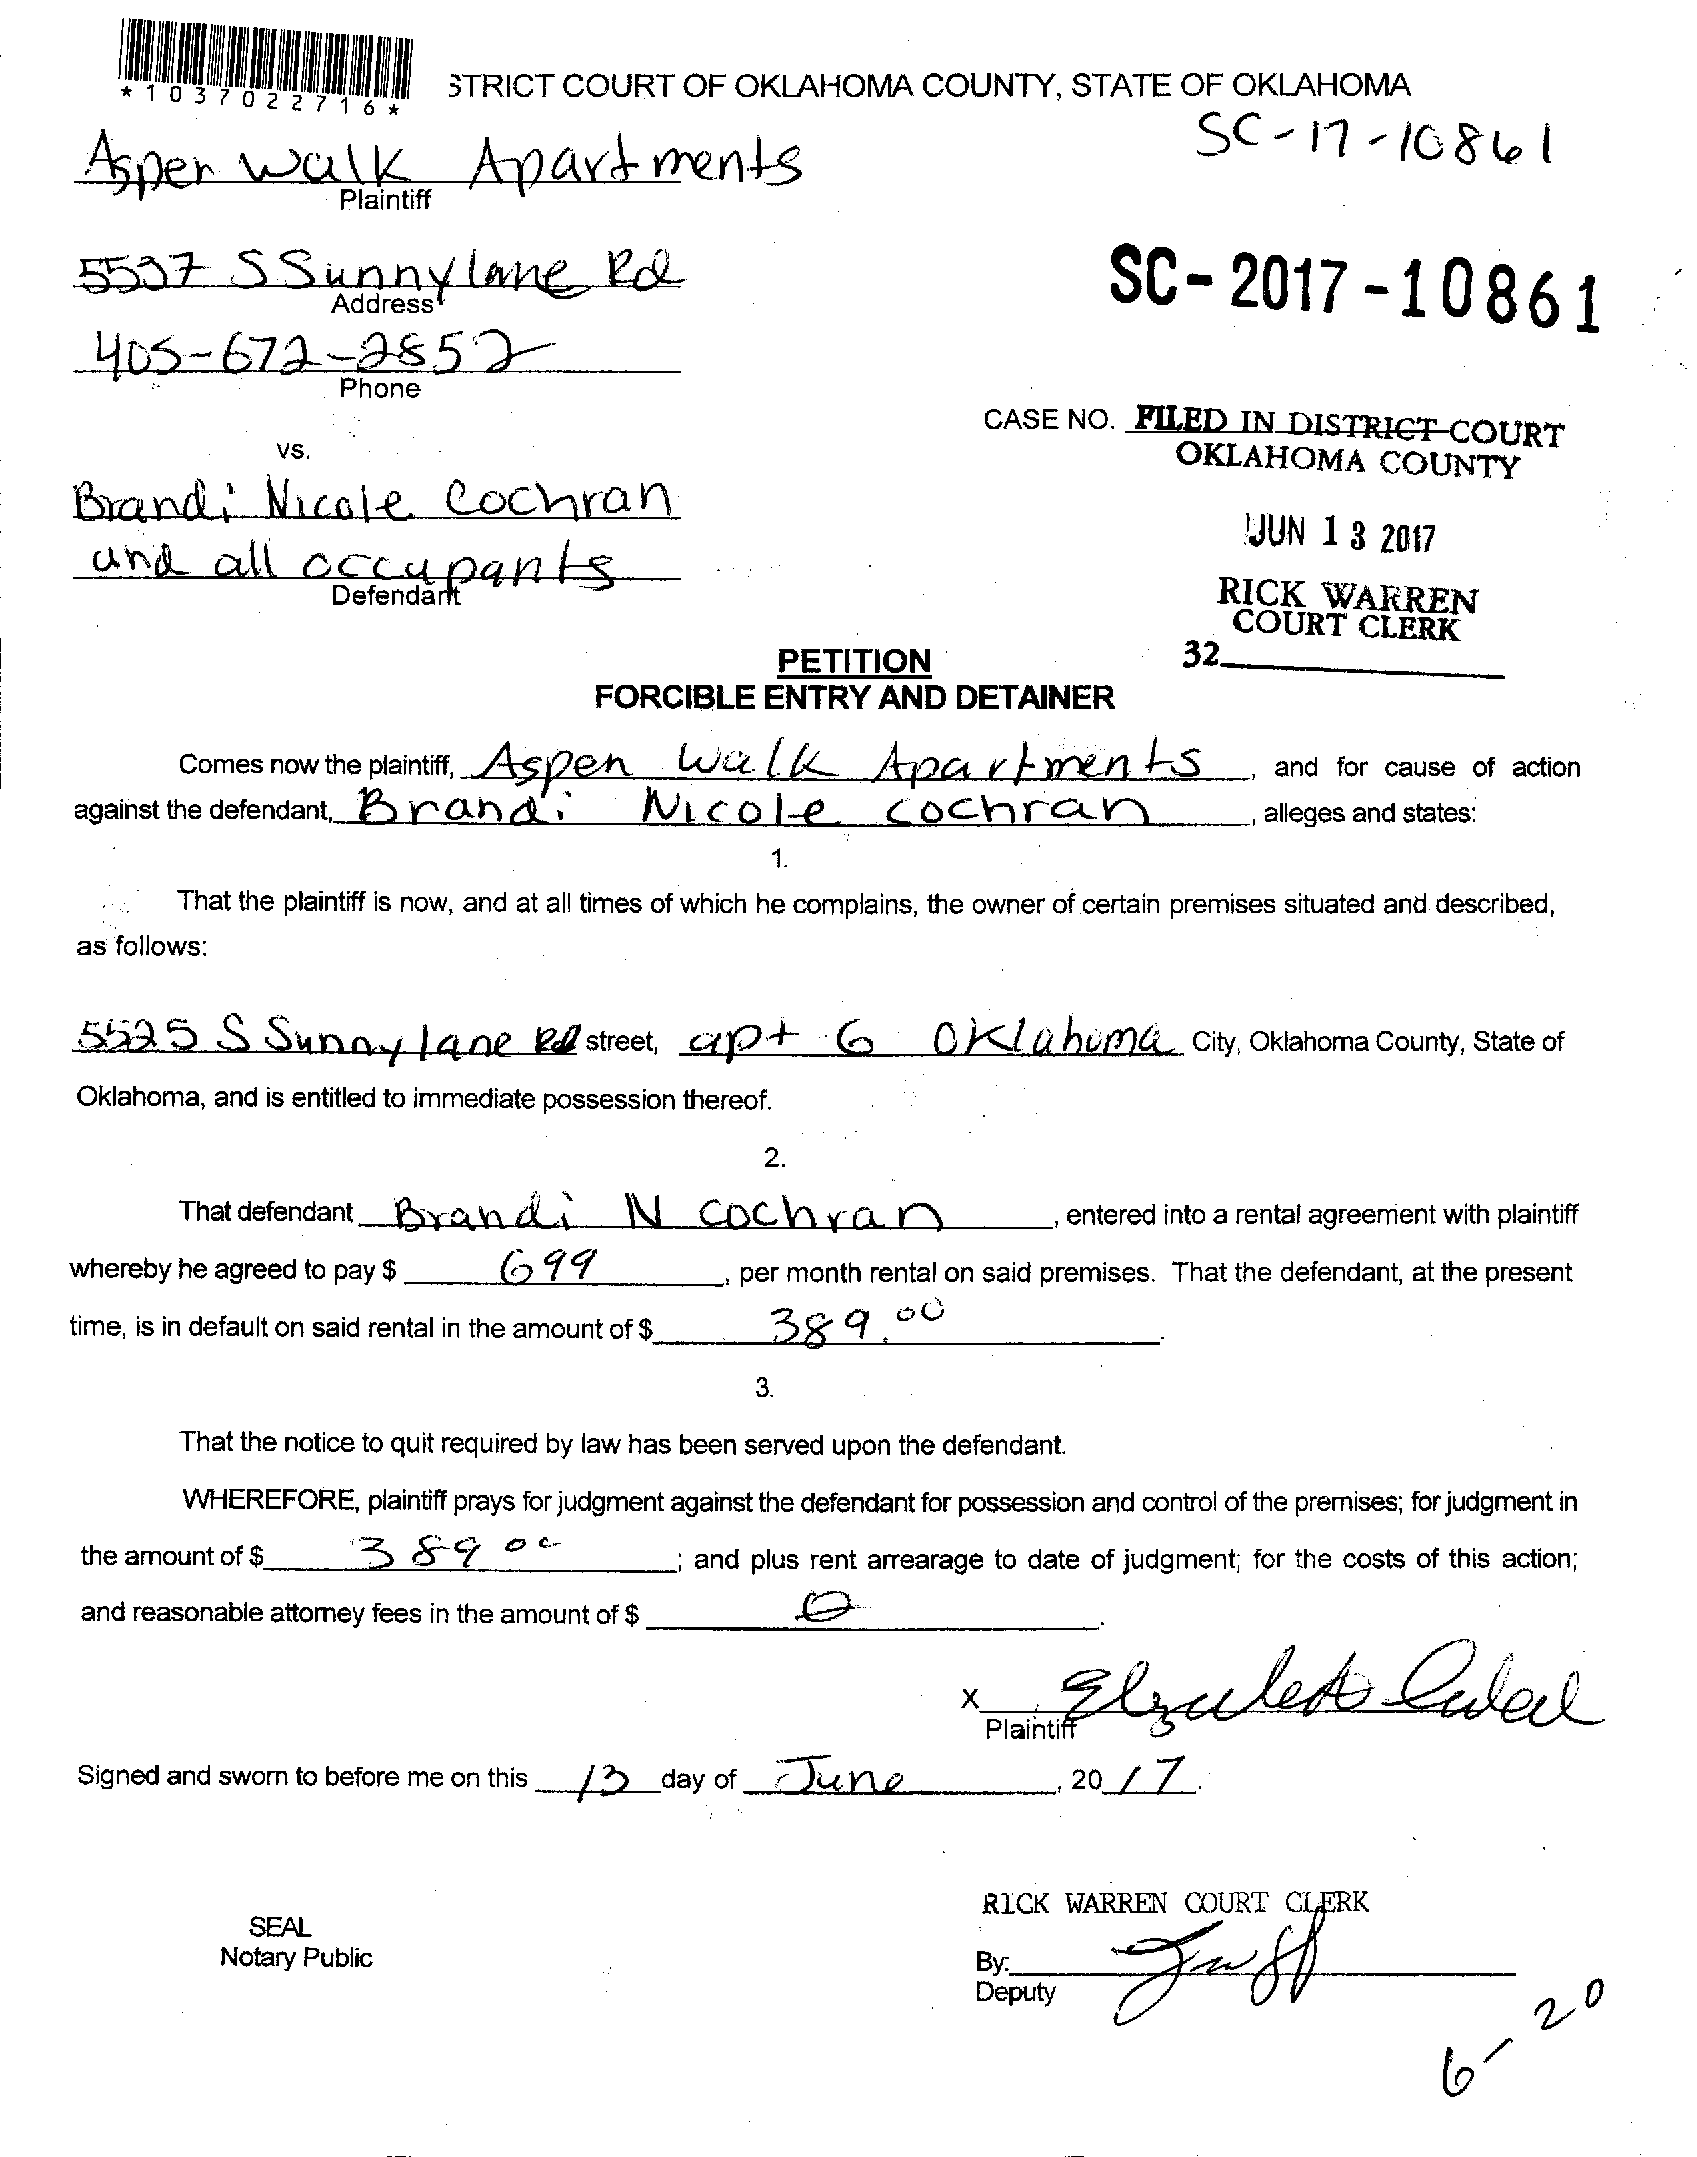 *1037022716*
STRICT COURT OF OKLAHOMA COUNTY, STATE OF OKLAHOMA
SC-17-10861
Aspen Walk Apartments
Plaintiff
5537 S Sunnylane Rd
Address
SC-2017-10861
405-672-2852
Phone
CASE NO. FILED IN DISTRICT COURT
OKLAHOMA COUNTY
vs.
Brandi Nicole Cochran
JUN 13 2017
and all occupants
Defendant
RICK WARREN
COURT CLERK
32
PETITION
FORCIBLE ENTRY AND DETAINER
Comes now the plaintiff, Aspen Walk Apartments, and for cause of action
against the defendant, Brandi Nicole Cochran, alleges and states:
1.
That the plaintiff is now, and at all times of which he complains, the owner of certain premises situated and described,
as follows:
5525 S Sunnylane Rd street, apt G Oklahoma City, Oklahoma County, State of
Oklahoma, and is entitled to immediate possession thereof.
2.
That defendant Brandi N Cochran, entered into a rental agreement with plaintiff
whereby he agreed to pay $ 699, per month rental on said premises. That the defendant, at the present
time, is in default on said rental in the amount of $ 389.00.
3.
That the notice to quit required by law has been served upon the defendant.
WHEREFORE, plaintiff prays for judgment against the defendant for possession and control of the premises; for judgment in
the amount of $ 389 00; and plus rent arrearage to date of judgment; for the costs of this action;
and reasonable attorney fees in the amount of $ 0.
x
Plaintiff
Signed and sworn to before me on this 13 day of June, 2017.
RICK WARREN COURT CLERK
SEAL
Notary Public
By:
Deputy
6-20